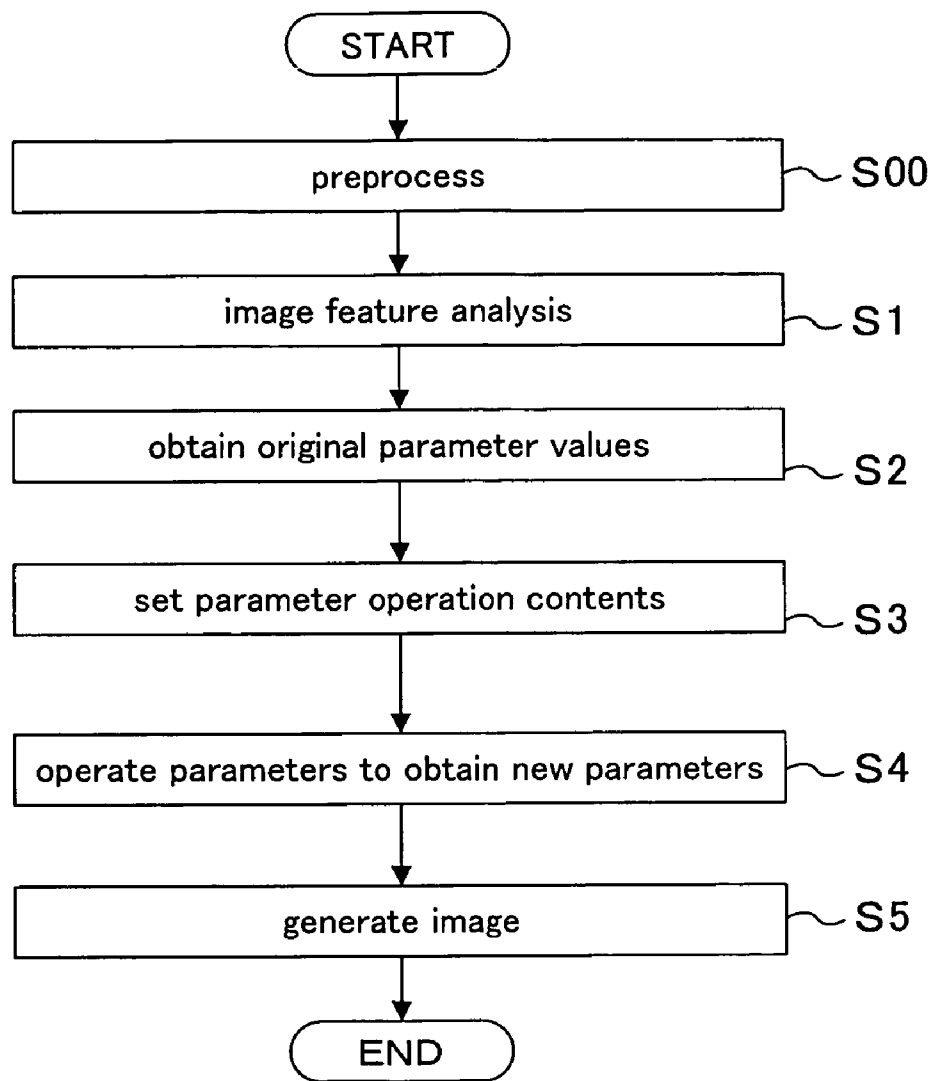 START
preprocess
S00
image feature analysis
S1
obtain original parameter values
S2
set parameter operation contents
S3
operate parameters to obtain new parameters
S4
generate image
S5
END